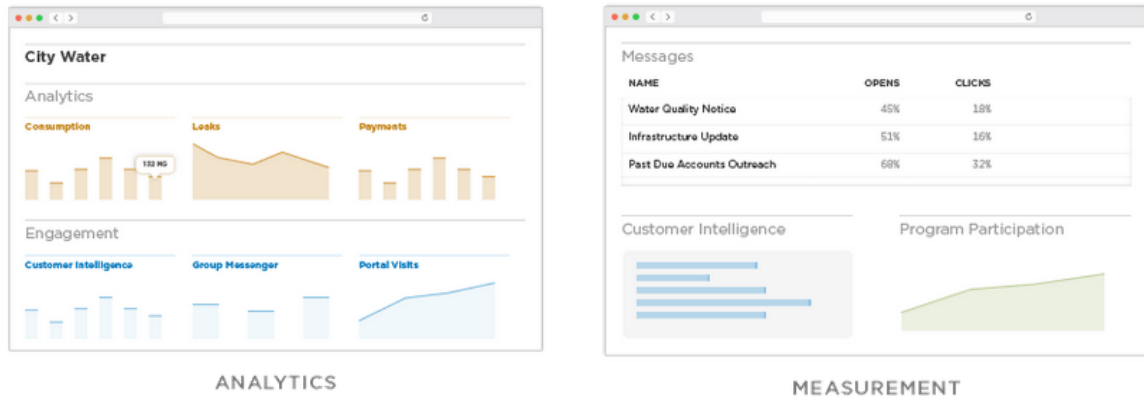 City Water
Analytics
Consumption Leaks Payments
132 MG
Engagement
Customer Intelligence Group Messenger Portal Visits
ANALYTICS
Messages
NAME OPENS CLICKS
Water Quality Notice 45% 18%
Infrastructure Update 51% 16%
Past Due Accounts Outreach 68% 32%
Customer Intelligence Program Participation
MEASUREMENT